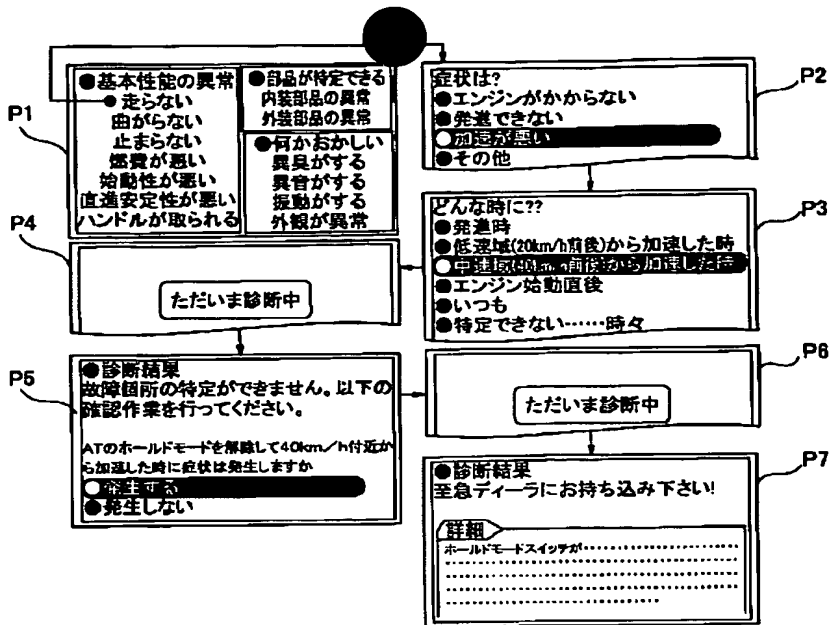 P1
●基本性能の異常
●走らない
曲がらない
止まらない
燃費が悪い
始動性が悪い
直進安定性が悪い
ハンドルが取られる
●部品が特定できる
内装部品の異常
外装部品の異常
●何かおかしい
異臭がする
異音がする
振動がする
外観が異常
P2
症状は?
●エンジンがかからない
●発進できない
○加速が悪い
●その他
P3
どんな時に??
●発進時
●低速域(20km/h前後)から加速した時
○中速域(40km/h前後)から加速した時
●エンジン始動直後
●いつも
●特定できない……時々
P4
ただいま診断中
P5
●診断結果
故障個所の特定ができません。以下の
確認作業を行ってください。
ATのホールドモードを解除して40km/h付近か
ら加速した時に症状は発生しますか
○発生する
●発生しない
P6
ただいま診断中
P7
●診断結果
至急ディーラにお持ち込み下さい!
詳細
ホールドモードスイッチが